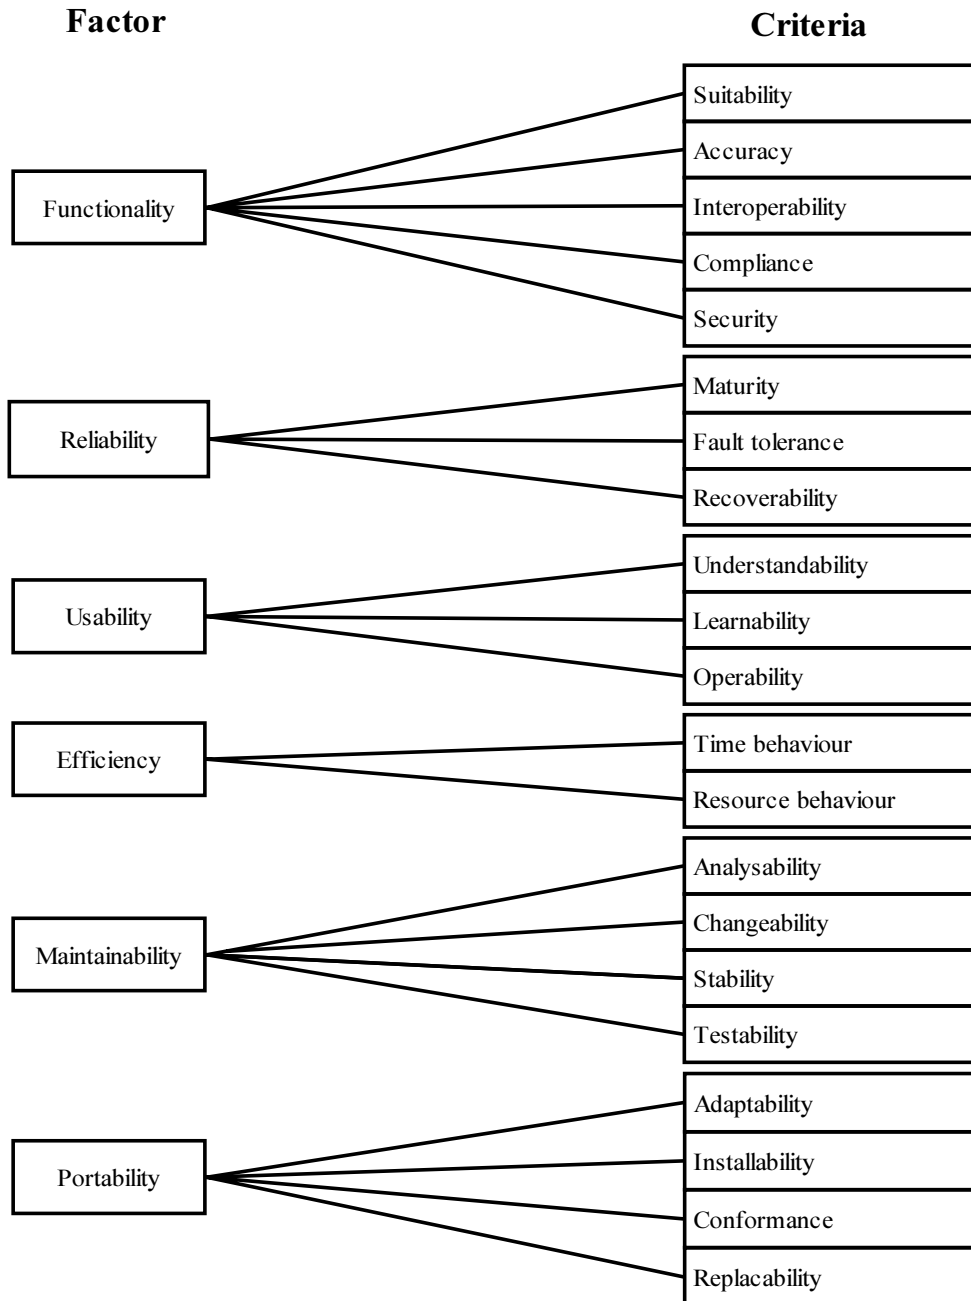 Factor
Criteria
Functionality
Suitability
Accuracy
Interoperability
Compliance
Security
Reliability
Maturity
Fault tolerance
Recoverability
Usability
Understandability
Learnability
Operability
Efficiency
Time behaviour
Resource behaviour
Maintainability
Analysability
Changeability
Stability
Testability
Portability
Adaptability
Installability
Conformance
Replacability